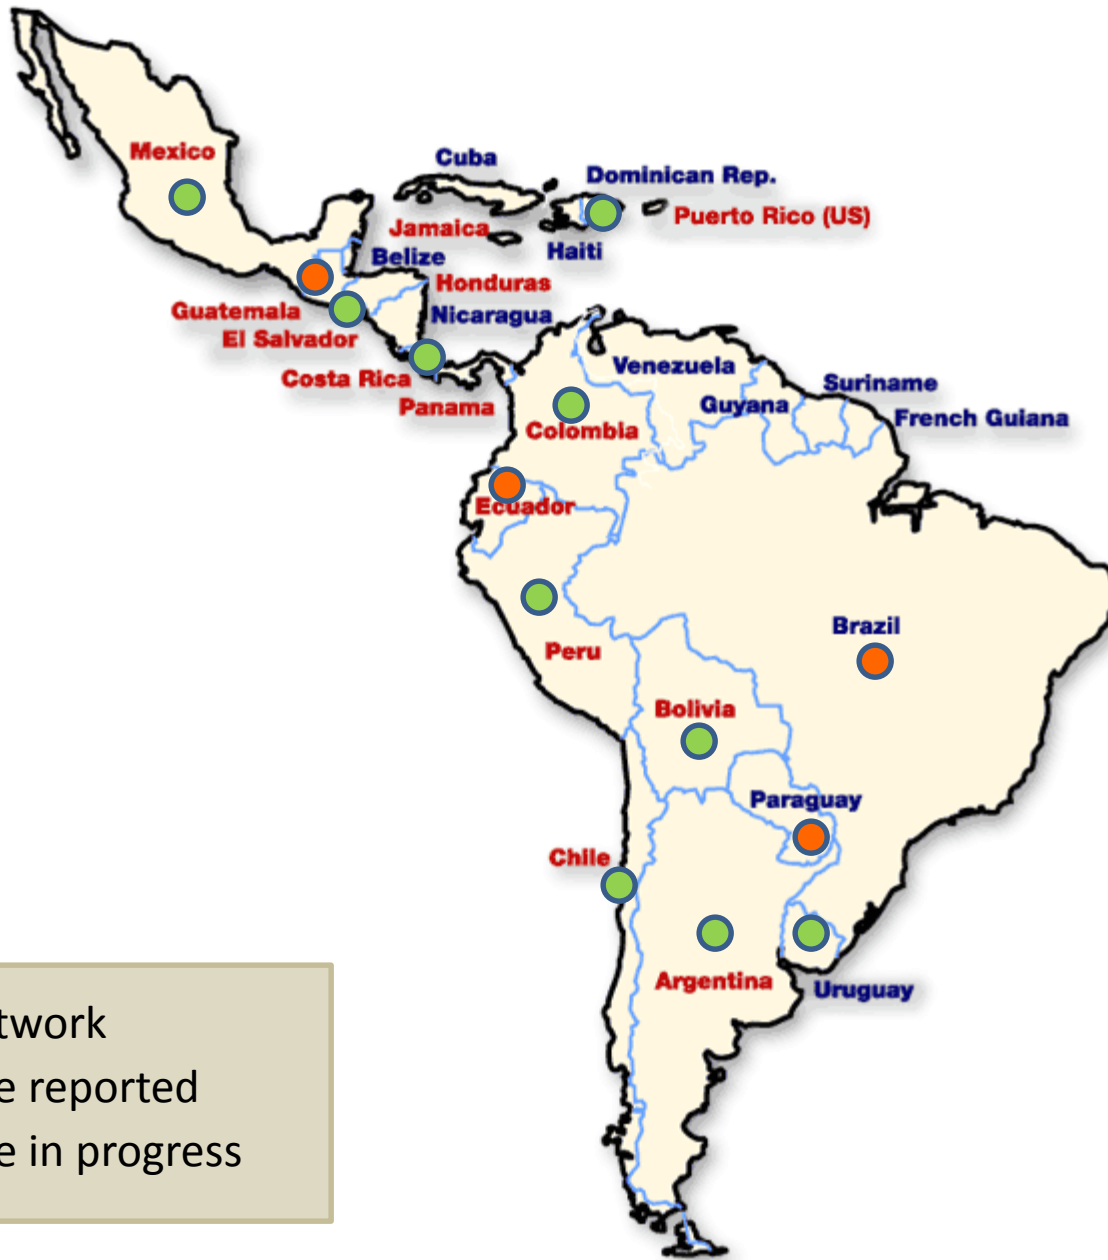 Mexico
Cuba
Dominican Rep.
Puerto Rico (US)
Jamaica
Haiti
Belize
Honduras
Guatemala
Nicaragua
El Salvador
Costa Rica
Panama
Venezuela
Suriname
Guyana
French Guiana
Colombia
Ecuador
Brazil
Peru
Bolivia
Paraguay
Chile
Argentina
Uruguay
twork
e reported
e in progress